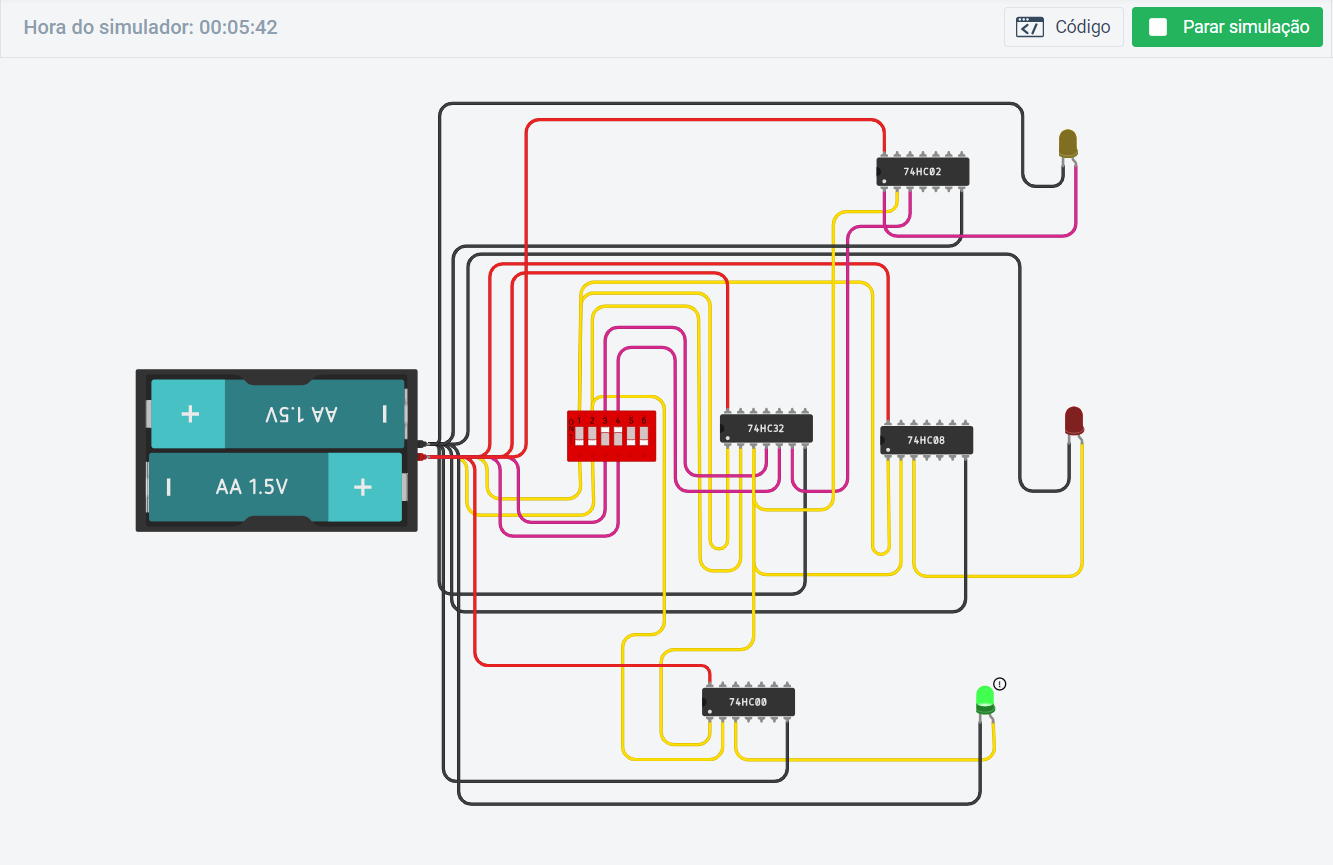 Hora do simulador: 00:05:42
Código
Parar simulação
74HC02
AA 1.5V
1 2 3 4 5 6
74HC32
74HC08
AA 1.5V
74HC00